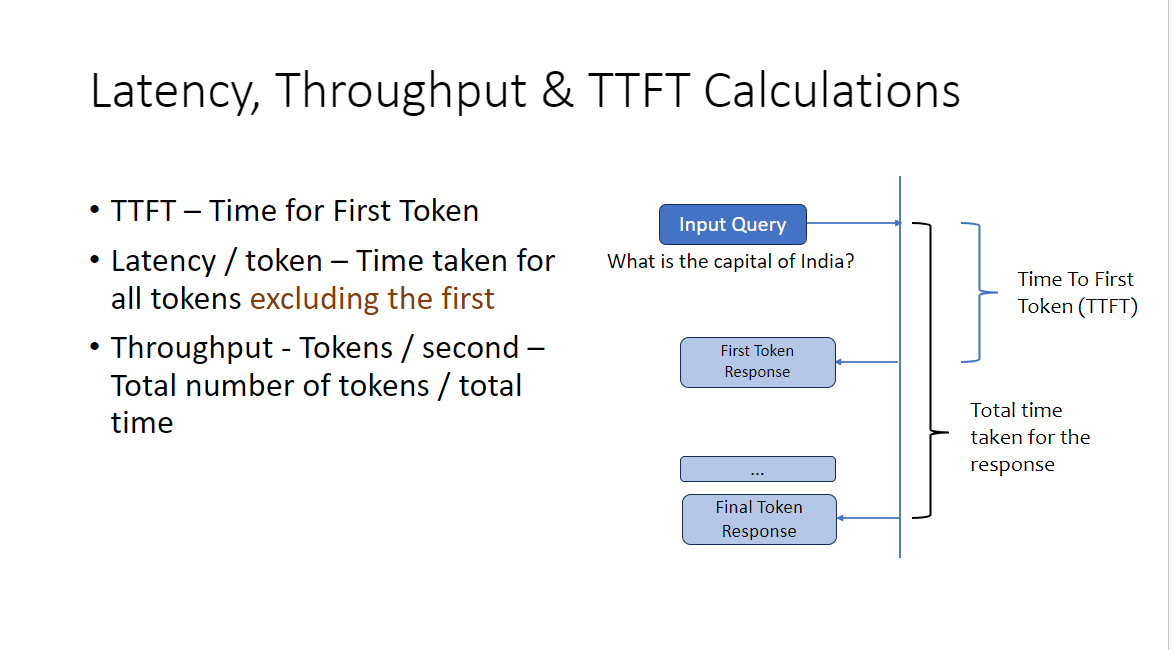 Latency, Throughput & TTFT Calculations
• TTFT – Time for First Token
• Latency / token – Time taken for
all tokens excluding the first
• Throughput - Tokens / second –
Total number of tokens / total
time
Input Query
What is the capital of India?
Time To First
Token (TTFT)
First Token
Response
Total time
taken for the
response
...
Final Token
Response